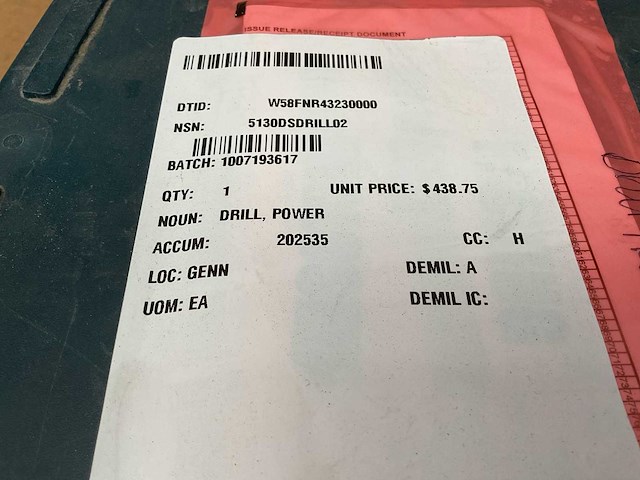 ISSUE RELEASE/RECEIPT DOCUMENT
DTID: W58FNR43230000
NSN: 5130DSDRILL02
BATCH: 1007193617
QTY: 1 UNIT PRICE: $438.75
NOUN: DRILL, POWER
ACCUM: 202535 CC: H
LOC: GENN DEMIL: A
UOM: EA DEMIL IC: